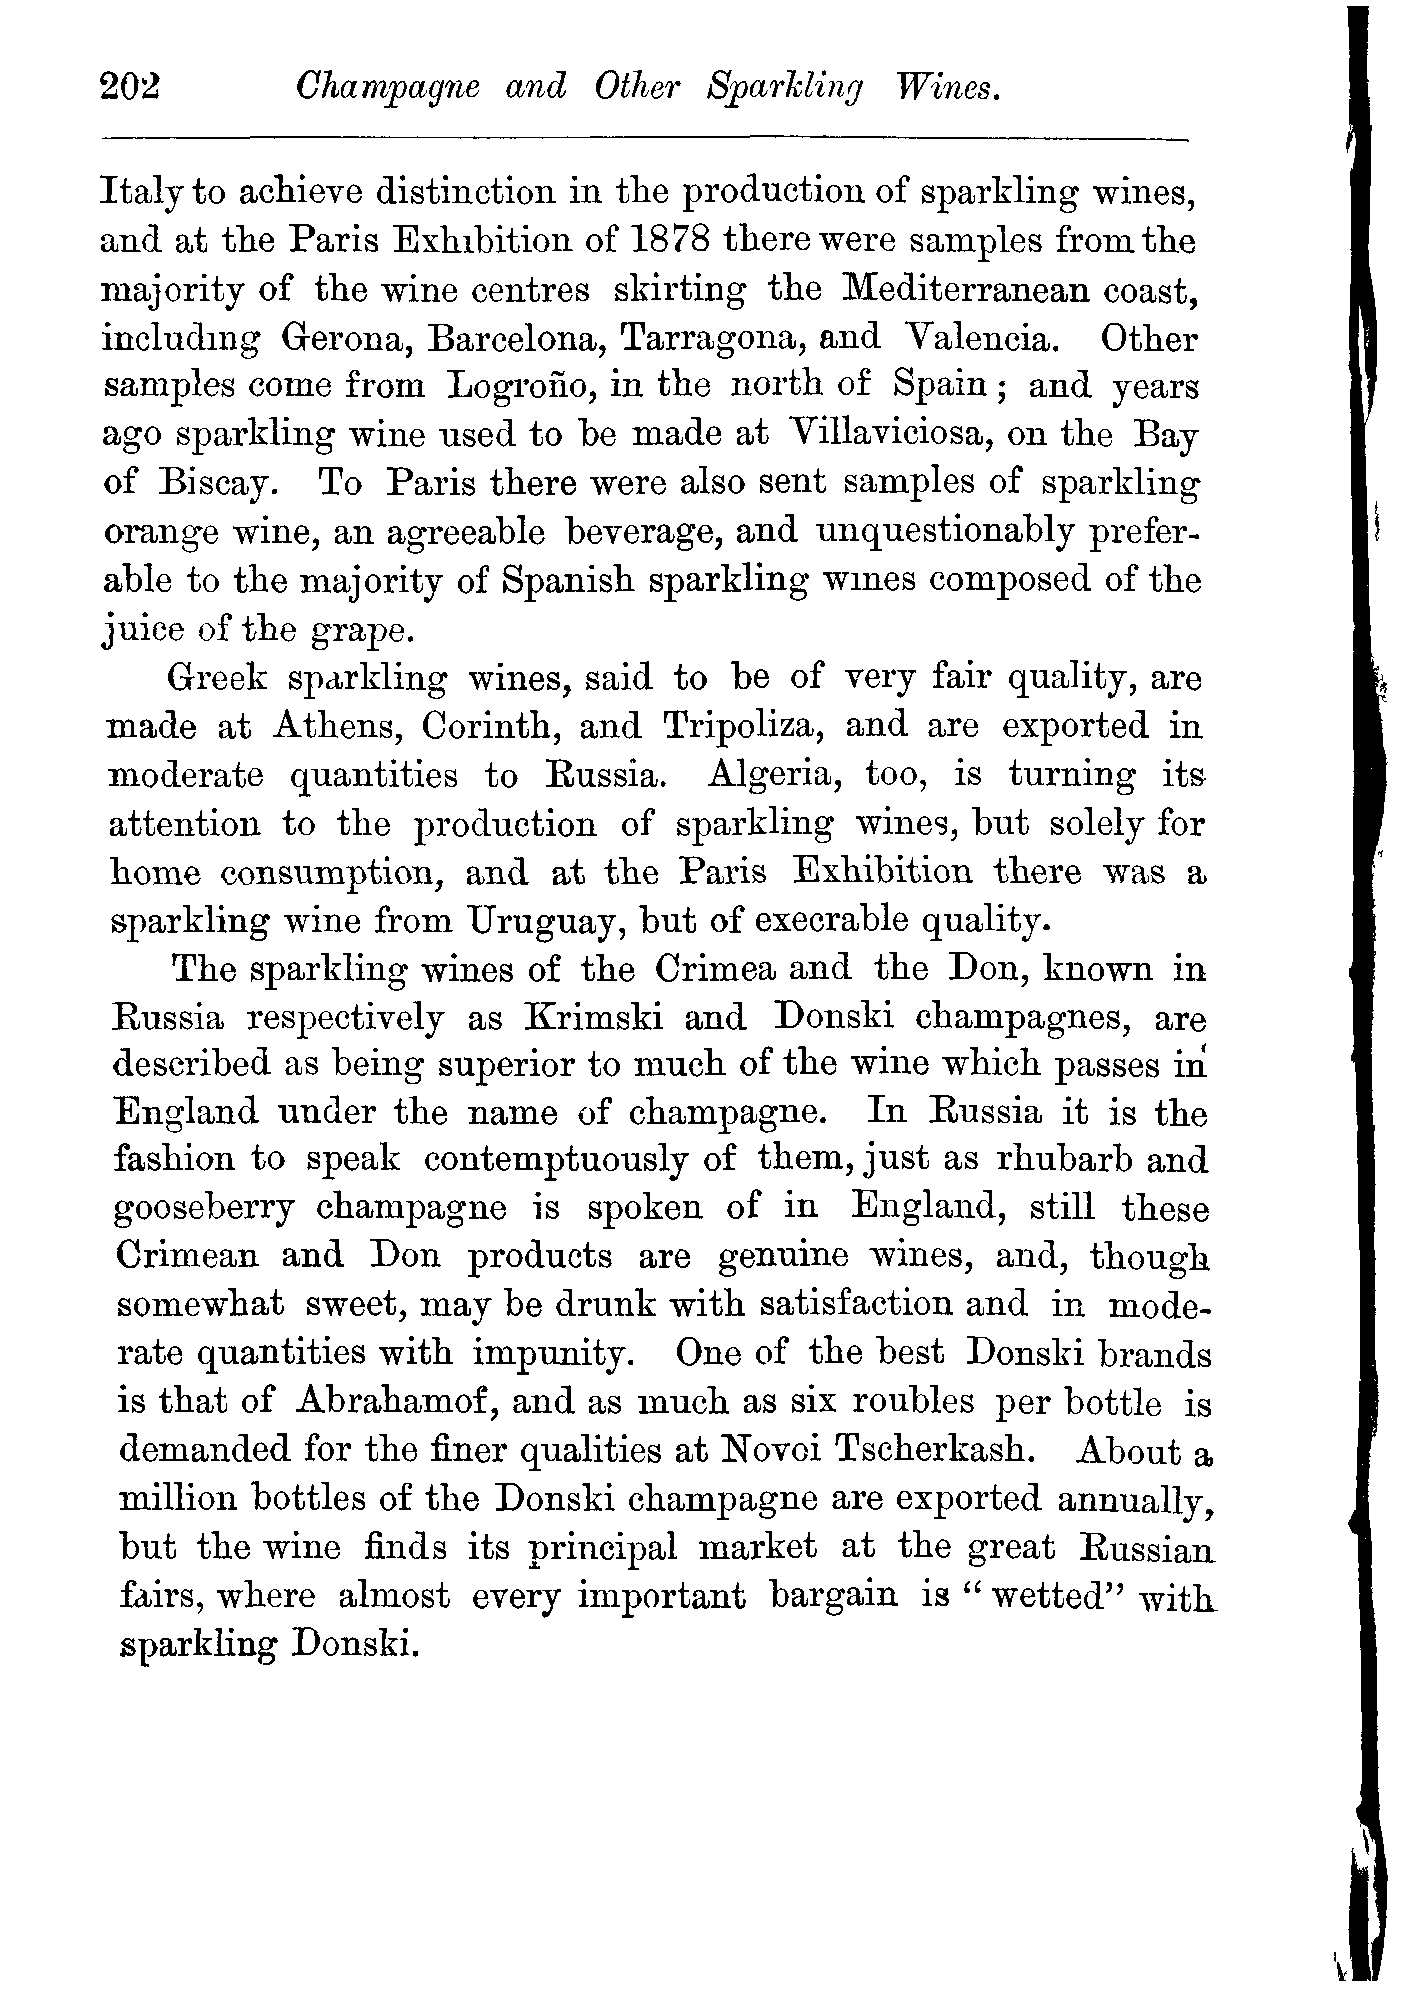 202 Champagne and Other Sparkling Wines.
Italy to achieve distinction in the production of sparkling wines,
and at the Paris Exhibition of 1878 there were samples from the
majority of the wine centres skirting the Mediterranean coast,
including Gerona, Barcelona, Tarragona, and Valencia. Other
samples come from Logroño, in the north of Spain; and years
ago sparkling wine used to be made at Villaviciosa, on the Bay
of Biscay. To Paris there were also sent samples of sparkling
orange wine, an agreeable beverage, and unquestionably prefer-
able to the majority of Spanish sparkling wines composed of the
juice of the grape.
Greek sparkling wines, said to be of very fair quality, are
made at Athens, Corinth, and Tripoliza, and are exported in
moderate quantities to Russia. Algeria, too, is turning its
attention to the production of sparkling wines, but solely for
home consumption, and at the Paris Exhibition there was a
sparkling wine from Uruguay, but of execrable quality.
The sparkling wines of the Crimea and the Don, known in
Russia respectively as Krimski and Donski champagnes, are
described as being superior to much of the wine which passes in
England under the name of champagne. In Russia it is the
fashion to speak contemptuously of them, just as rhubarb and
gooseberry champagne is spoken of in England, still these
Crimean and Don products are genuine wines, and, though
somewhat sweet, may be drunk with satisfaction and in mode-
rate quantities with impunity. One of the best Donski brands
is that of Abrahamof, and as much as six roubles per bottle is
demanded for the finer qualities at Novoi Tscherkash. About a
million bottles of the Donski champagne are exported annually,
but the wine finds its principal market at the great Russian
fairs, where almost every important bargain is "wetted" with
sparkling Donski.